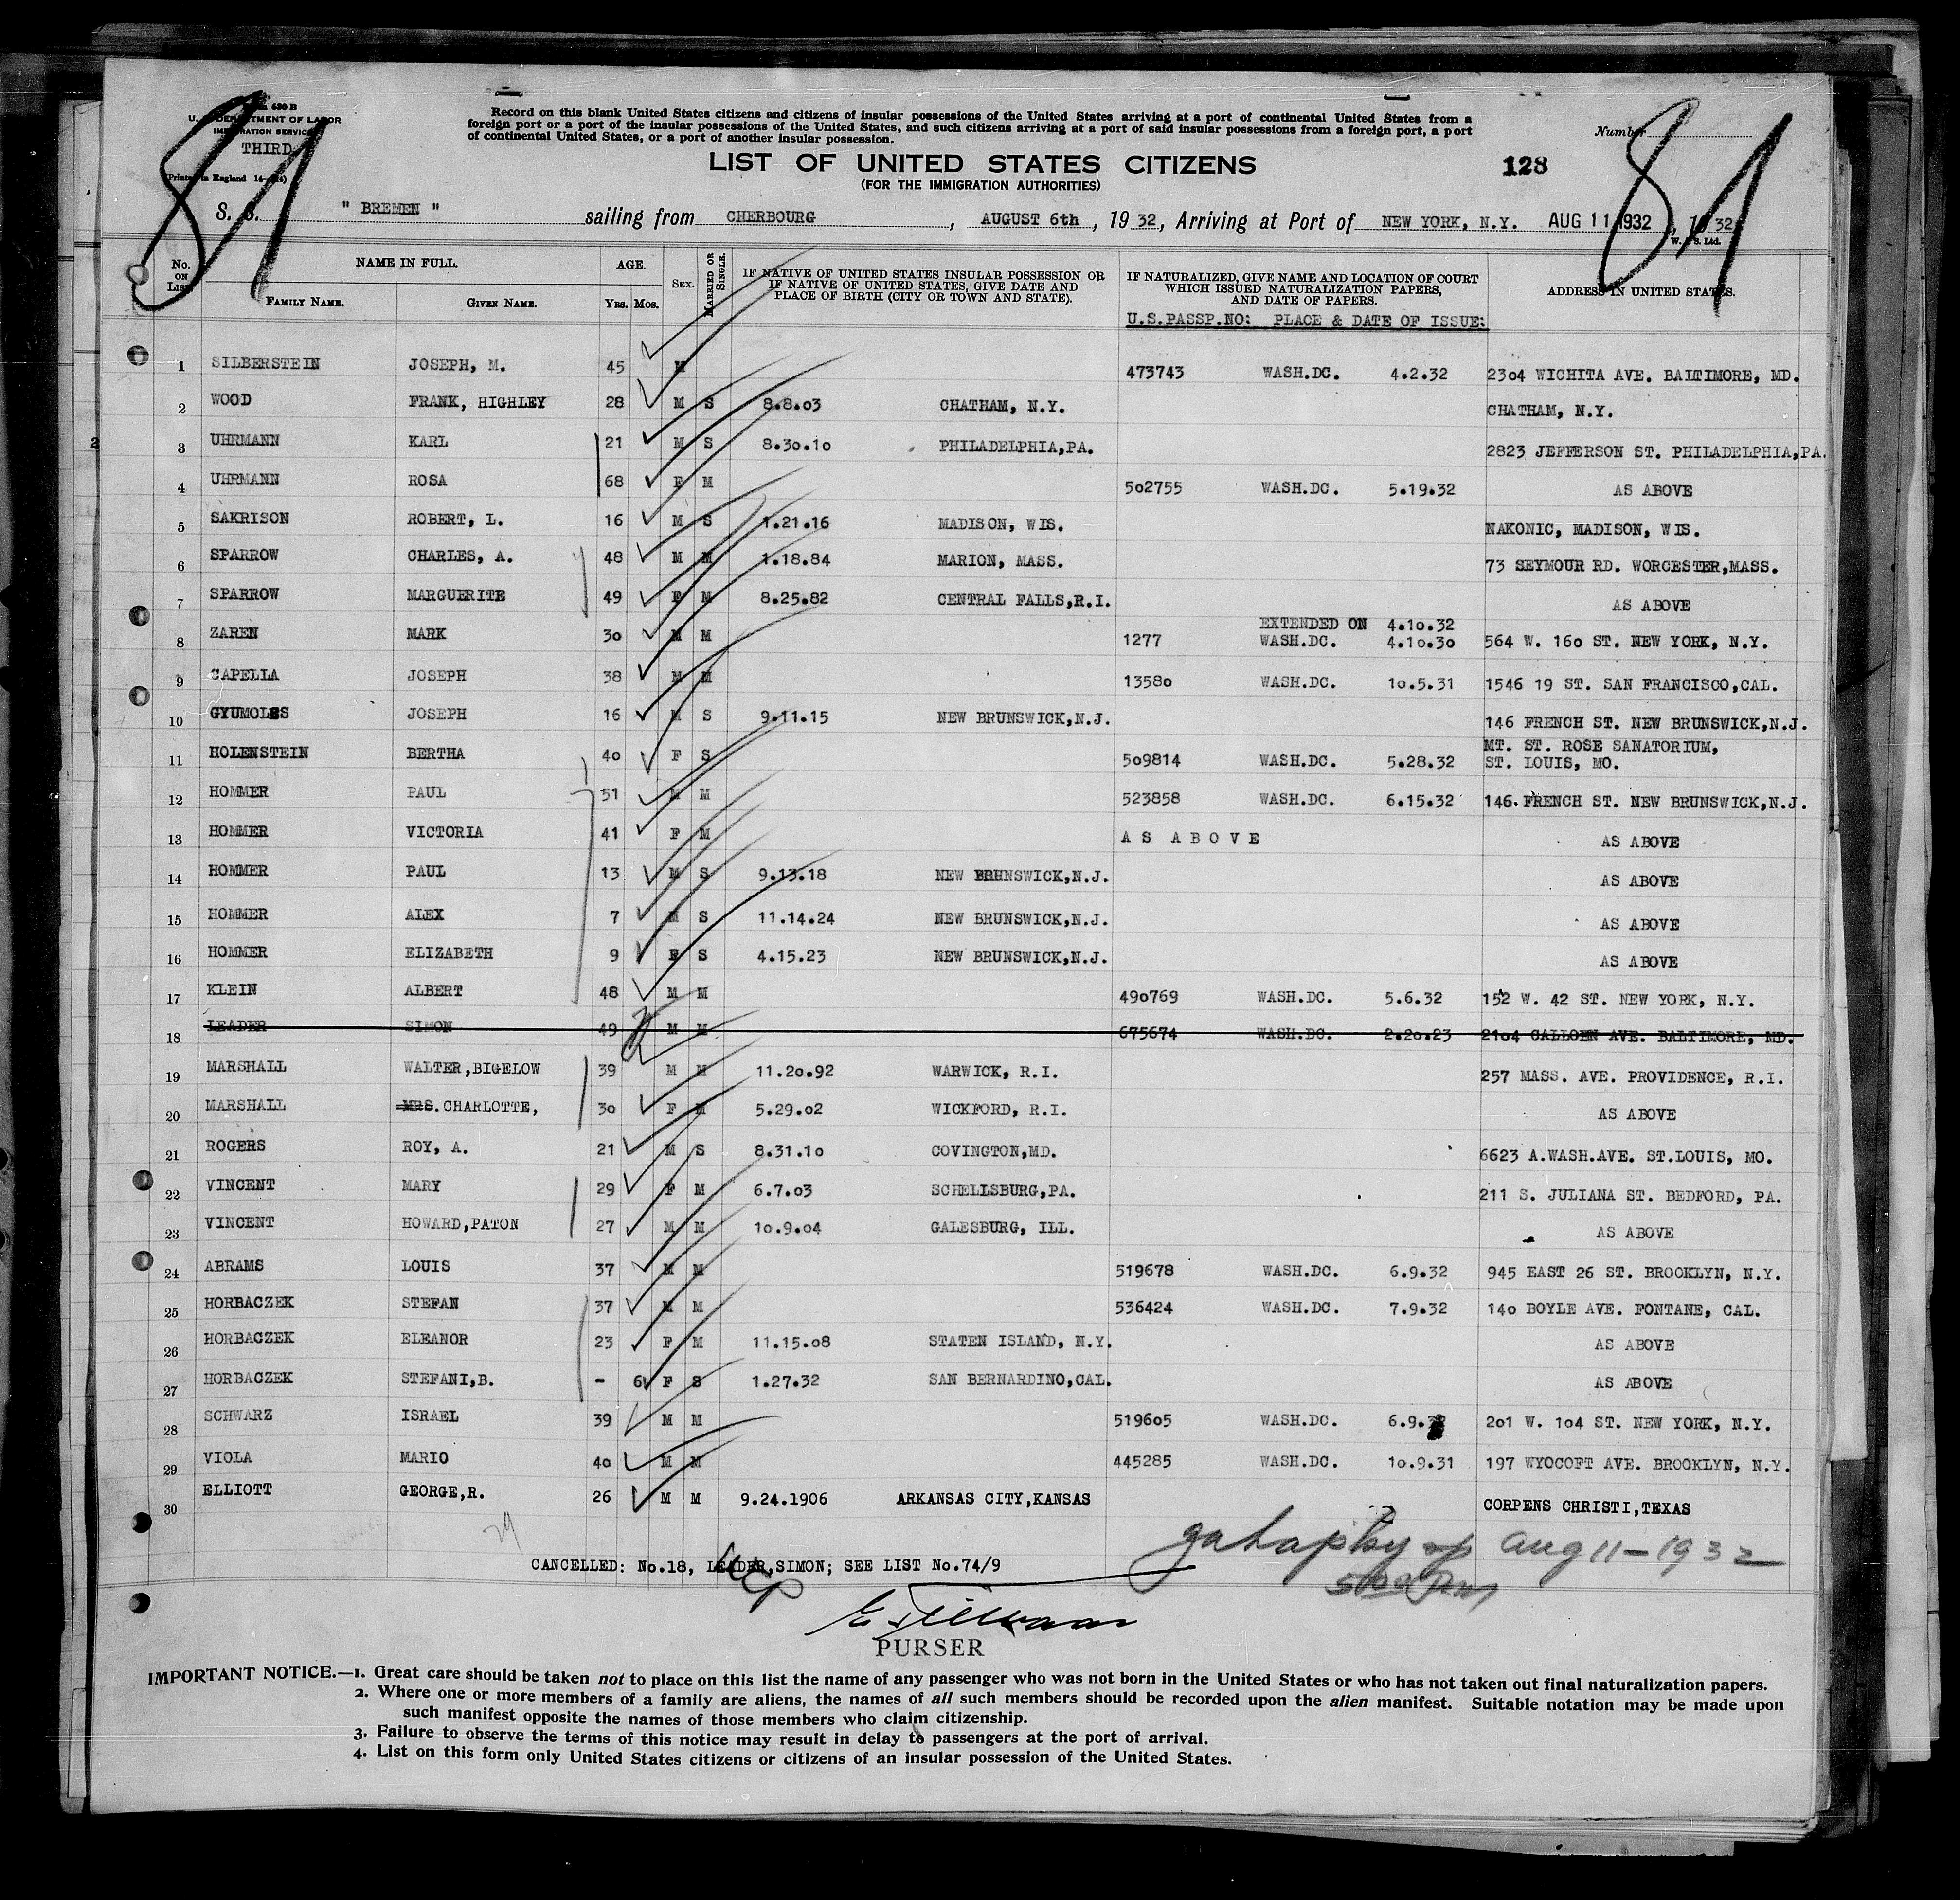 Form 630 B
U. S. DEPARTMENT OF LABOR
IMMIGRATION SERVICE
THIRD
(Printed in England
81
81
Record on this blank United States citizens and citizens of insular possessions of the United States arriving at a port of continental United States from a
foreign port or a port of the insular possessions of the United States, and such citizens arriving at a port of said insular possessions from a foreign port, a port
of continental United States, or a port of another insular possession.
Number
LIST OF UNITED STATES CITIZENS
128
(FOR THE IMMIGRATION AUTHORITIES)
S. S. " BREMEN " sailing from CHERBOURG, AUGUST 6th, 1932, Arriving at Port of NEW YORK, N.Y. AUG 11 1932, 1932
W. & S. Ltd.
No. ON LIST NAME IN FULL. FAMILY NAME. GIVEN NAME. AGE. Yrs. Mos. SEX. MARRIED OR SINGLE. IF NATIVE OF UNITED STATES INSULAR POSSESSION OR IF NATIVE OF UNITED STATES, GIVE DATE AND PLACE OF BIRTH (CITY OR TOWN AND STATE). IF NATURALIZED, GIVE NAME AND LOCATION OF COURT WHICH ISSUED NATURALIZATION PAPERS, AND DATE OF PAPERS. ADDRESS IN UNITED STATES.
U.S.PASSP.NO: PLACE & DATE OF ISSUE:
1 SILBERSTEIN JOSEPH, M. 45 M 473743 WASH.DC. 4.2.32 2304 WICHITA AVE. BALTIMORE, MD.
2 WOOD FRANK, HIGHLEY 28 M S 8.8.03 CHATHAM, N.Y. CHATHAM, N.Y.
3 UHRMANN KARL 21 M S 8.30.10 PHILADELPHIA,PA. 2823 JEFFERSON ST. PHILADELPHIA,PA.
4 UHRMANN ROSA 68 F M 502755 WASH.DC. 5.19.32 AS ABOVE
5 SAKRISON ROBERT, L. 16 M S 1.21.16 MADISON, WIS. NAKONIC, MADISON, WIS.
6 SPARROW CHARLES, A. 48 M M 1.18.84 MARION, MASS. 73 SEYMOUR RD. WORCESTER,MASS.
7 SPARROW MARGUERITE 49 F M 8.25.82 CENTRAL FALLS,R.I. AS ABOVE
EXTENDED ON 4.10.32
8 ZAREN MARK 30 M M 1277 WASH.DC. 4.10.30 564 W. 160 ST. NEW YORK, N.Y.
9 CAPELLA JOSEPH 38 M M 13580 WASH.DC. 10.5.31 1546 19 ST. SAN FRANCISCO,CAL.
10 GYUMOLES JOSEPH 16 M S 9.11.15 NEW BRUNSWICK,N.J. 146 FRENCH ST. NEW BRUNSWICK,N.J.
11 HOLENSTEIN BERTHA 40 F S 509814 WASH.DC. 5.28.32 MT. ST. ROSE SANATORIUM,
ST. LOUIS, MO.
12 HOMMER PAUL 51 M M 523858 WASH.DC. 6.15.32 146. FRENCH ST. NEW BRUNSWICK,N.J.
13 HOMMER VICTORIA 41 F M AS ABOVE AS ABOVE
14 HOMMER PAUL 13 M S 9.13.18 NEW BRHNSWICK,N.J. AS ABOVE
15 HOMMER ALEX 7 M S 11.14.24 NEW BRUNSWICK,N.J. AS ABOVE
16 HOMMER ELIZABETH 9 F S 4.15.23 NEW BRUNSWICK,N.J. AS ABOVE
17 KLEIN ALBERT 48 M M 490769 WASH.DC. 5.6.32 152 W. 42 ST. NEW YORK, N.Y.
18 LEADER SIMON 49 M M 675674 WASH.DC. 2.20.23 2104 CALLOEN AVE. BALTIMORE, MD.
19 MARSHALL WALTER,BIGELOW 39 M M 11.20.92 WARWICK, R.I. 257 MASS. AVE. PROVIDENCE, R.I.
20 MARSHALL MRS. CHARLOTTE, 30 F M 5.29.02 WICKFORD, R.I. AS ABOVE
21 ROGERS ROY, A. 21 M S 8.31.10 COVINGTON,MD. 6623 A.WASH.AVE. ST.LOUIS, MO.
22 VINCENT MARY 29 F M 6.7.03 SCHELLSBURG,PA. 211 S. JULIANA ST. BEDFORD, PA.
23 VINCENT HOWARD,PATON 27 M M 10.9.04 GALESBURG, ILL. AS ABOVE
24 ABRAMS LOUIS 37 M M 519678 WASH.DC. 6.9.32 945 EAST 26 ST. BROOKLYN, N.Y.
25 HORBACZEK STEFAN 37 M M 536424 WASH.DC. 7.9.32 140 BOYLE AVE. FONTANE, CAL.
26 HORBACZEK ELEANOR 23 F M 11.15.08 STATEN ISLAND, N.Y. AS ABOVE
27 HORBACZEK STEFANI,B. - 6 F S 1.27.32 SAN BERNARDINO,CAL. AS ABOVE
28 SCHWARZ ISRAEL 39 M M 519605 WASH.DC. 6.9.32 201 W. 104 ST. NEW YORK, N.Y.
29 VIOLA MARIO 40 M M 445285 WASH.DC. 10.9.31 197 WYOCOFT AVE. BROOKLYN, N.Y.
30 ELLIOTT GEORGE,R. 26 M M 9.24.1906 ARKANSAS CITY,KANSAS CORPENS CHRISTI,TEXAS
29
Aug 11-1932
CANCELLED: No.18, LEADER,SIMON; SEE LIST No.74/9
PURSER
IMPORTANT NOTICE.—1. Great care should be taken not to place on this list the name of any passenger who was not born in the United States or who has not taken out final naturalization papers.
2. Where one or more members of a family are aliens, the names of all such members should be recorded upon the alien manifest. Suitable notation may be made upon
such manifest opposite the names of those members who claim citizenship.
3. Failure to observe the terms of this notice may result in delay to passengers at the port of arrival.
4. List on this form only United States citizens or citizens of an insular possession of the United States.